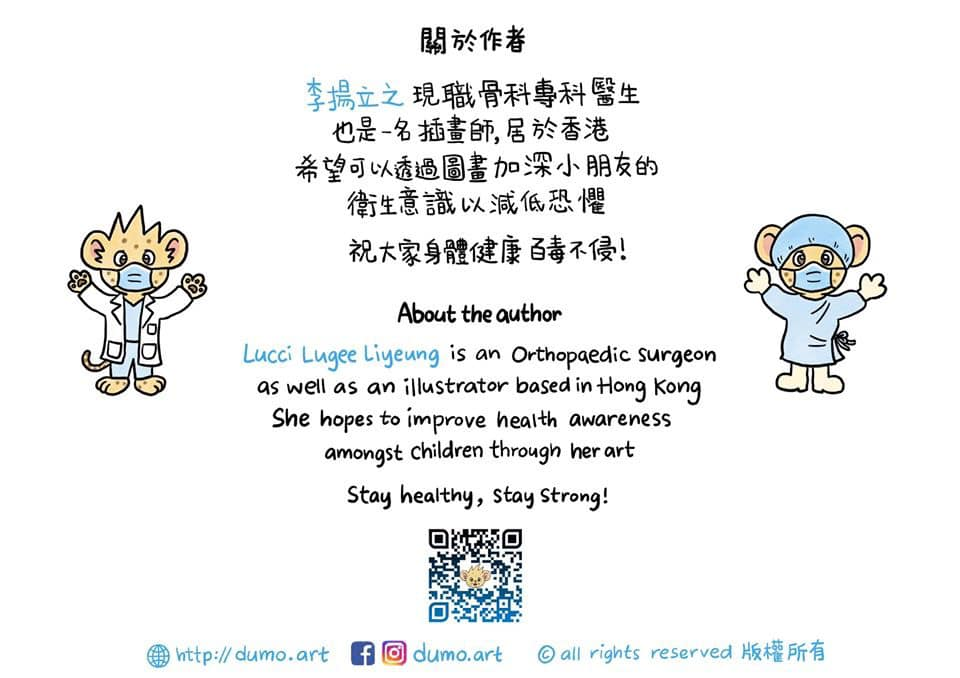 關於作者
李揚立之 現職骨科專科醫生
也是一名插畫師, 居於香港
希望可以透過圖畫加深小朋友的
衛生意識以減低恐懼
祝大家身體健康 百毒不侵!
About the author
Lucci Lugee Liyeung is an Orthopaedic surgeon
as well as an illustrator based in Hong Kong
She hopes to improve health awareness
amongst children through her art
Stay healthy, stay strong!
http://dumo.art dumo.art © all rights reserved 版權所有